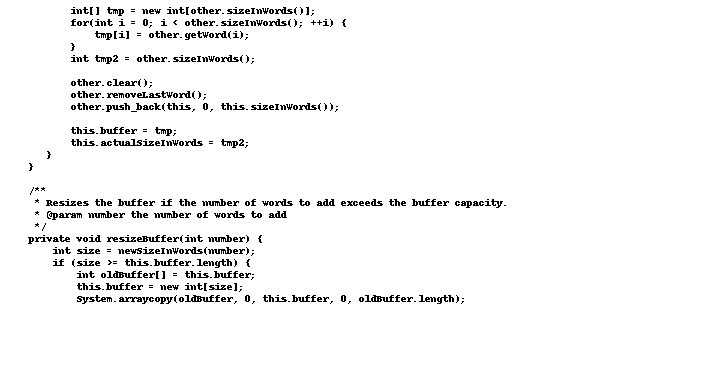 int[] tmp = new int[other.sizeInWords()];
for(int i = 0; i < other.sizeInWords(); ++i) {
tmp[i] = other.getWord(i);
}
int tmp2 = other.sizeInWords();
other.clear();
other.removeLastWord();
other.push_back(this, 0, this.sizeInWords());
this.buffer = tmp;
this.actualSizeInWords = tmp2;
}
}
/**
* Resizes the buffer if the number of words to add exceeds the buffer capacity.
* @param number the number of words to add
*/
private void resizeBuffer(int number) {
int size = newSizeInWords(number);
if (size >= this.buffer.length) {
int oldBuffer[] = this.buffer;
this.buffer = new int[size];
System.arraycopy(oldBuffer, 0, this.buffer, 0, oldBuffer.length);